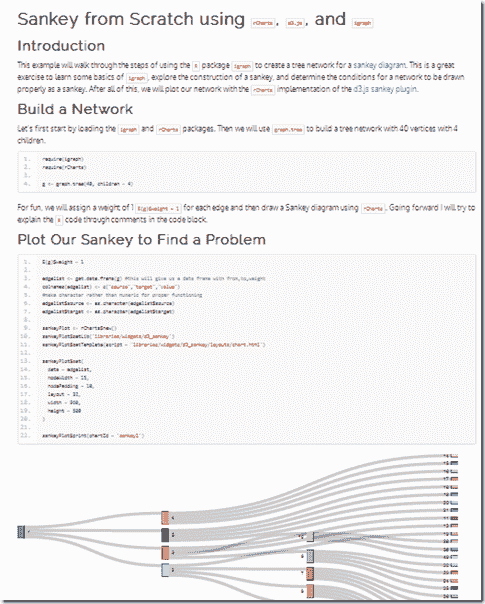 Sankey from Scratch using rCharts, d3.js, and igraph
Introduction
This example will walk through the steps of using the R package igraph to create a tree network for a sankey diagram. This is a great
exercise to learn some basics of igraph, explore the construction of a sankey, and determine the conditions for a network to be drawn
properly as a sankey. After all of this, we will plot our network with the rCharts implementation of the d3.js sankey plugin.
Build a Network
Let's first start by loading the igraph and rCharts packages. Then we will use graph.tree to build a tree network with 40 vertices with 4
children.
1. require(igraph)
2. require(rCharts)
3.
4. g <- graph.tree(40, children = 4)
For fun, we will assign a weight of 1 E(g)$weight = 1 for each edge and then draw a Sankey diagram using rCharts. Going forward I will try to
explain the R code through comments in the code block.
Plot Our Sankey to Find a Problem
1. E(g)$weight = 1
2.
3. edgelist <- get.data.frame(g) #this will give us a data frame with from,to,weight
4. colnames(edgelist) <- c("source","target","value")
5. #make character rather than numeric for proper functioning
6. edgelist$source <- as.character(edgelist$source)
7. edgelist$target <- as.character(edgelist$target)
8.
9. sankeyPlot <- rCharts$new()
10. sankeyPlot$setLib('libraries/widgets/d3_sankey')
11. sankeyPlot$setTemplate(script = 'libraries/widgets/d3_sankey/layouts/chart.html')
12.
13. sankeyPlot$set(
14. data = edgelist,
15. nodeWidth = 15,
16. nodePadding = 10,
17. layout = 32,
18. width = 500,
19. height = 500
20. )
21.
22. sankeyPlot$print(chartId = 'sankey1')